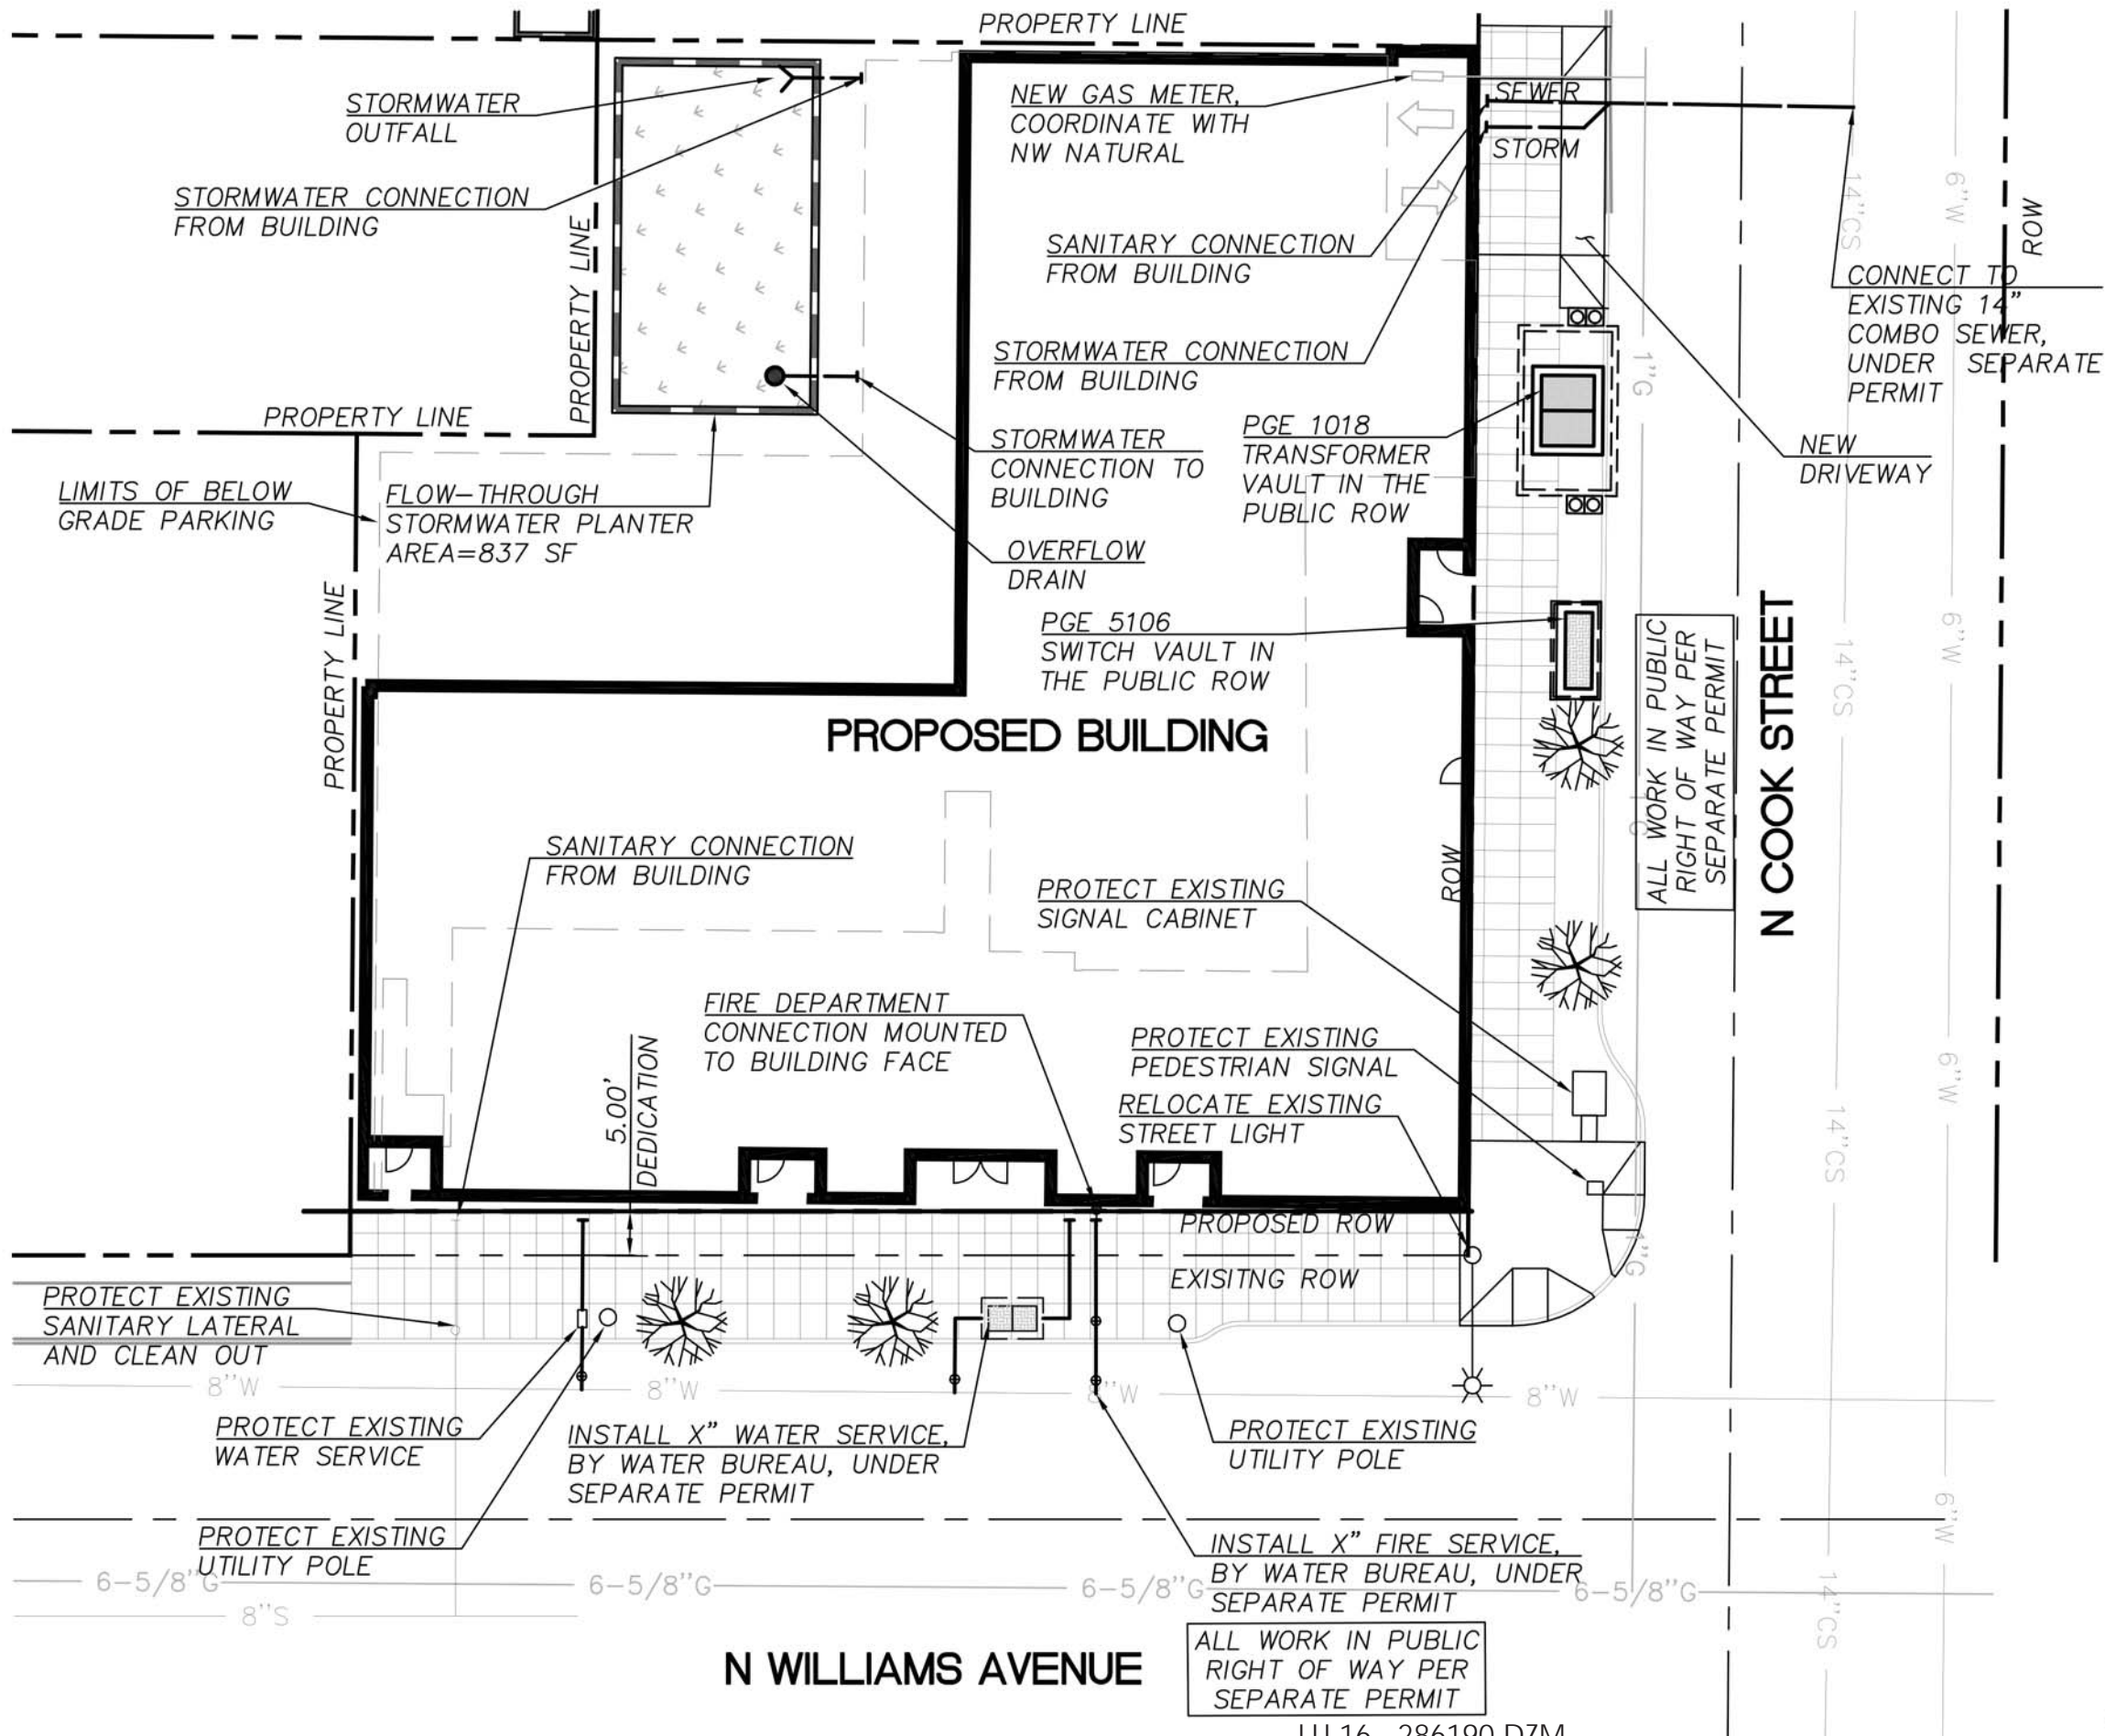 PROPERTY LINE
STORMWATER
OUTFALL
NEW GAS METER,
COORDINATE WITH
NW NATURAL
SEWER
STORM
STORMWATER CONNECTION
FROM BUILDING
PROPERTY LINE
SANITARY CONNECTION
FROM BUILDING
14"CS
6"W
ROW
CONNECT TO
EXISTING 14"
COMBO SEWER,
UNDER SEPARATE
PERMIT
STORMWATER CONNECTION
FROM BUILDING
1"G
PROPERTY LINE
STORMWATER
CONNECTION TO
BUILDING
PGE 1018
TRANSFORMER
VAULT IN THE
PUBLIC ROW
NEW
DRIVEWAY
LIMITS OF BELOW
GRADE PARKING
FLOW-THROUGH
STORMWATER PLANTER
AREA=837 SF
OVERFLOW
DRAIN
PROPERTY LINE
PGE 5106
SWITCH VAULT IN
THE PUBLIC ROW
ALL WORK IN PUBLIC
RIGHT OF WAY PER
SEPARATE PERMIT
N COOK STREET
14"CS
6"W
PROPOSED BUILDING
SANITARY CONNECTION
FROM BUILDING
PROTECT EXISTING
SIGNAL CABINET
ROW
FIRE DEPARTMENT
CONNECTION MOUNTED
TO BUILDING FACE
5.00'
DEDICATION
PROTECT EXISTING
PEDESTRIAN SIGNAL
RELOCATE EXISTING
STREET LIGHT
14"CS
6"W
PROPOSED ROW
EXISITNG ROW
1"G
PROTECT EXISTING
SANITARY LATERAL
AND CLEAN OUT
8"W
8"W
8"W
8"W
PROTECT EXISTING
WATER SERVICE
INSTALL X" WATER SERVICE,
BY WATER BUREAU, UNDER
SEPARATE PERMIT
PROTECT EXISTING
UTILITY POLE
PROTECT EXISTING
UTILITY POLE
INSTALL X" FIRE SERVICE,
BY WATER BUREAU, UNDER
SEPARATE PERMIT
6"W
14"CS
6-5/8"G
6-5/8"G
6-5/8"G
6-5/8"G
8"S
N WILLIAMS AVENUE
ALL WORK IN PUBLIC
RIGHT OF WAY PER
SEPARATE PERMIT